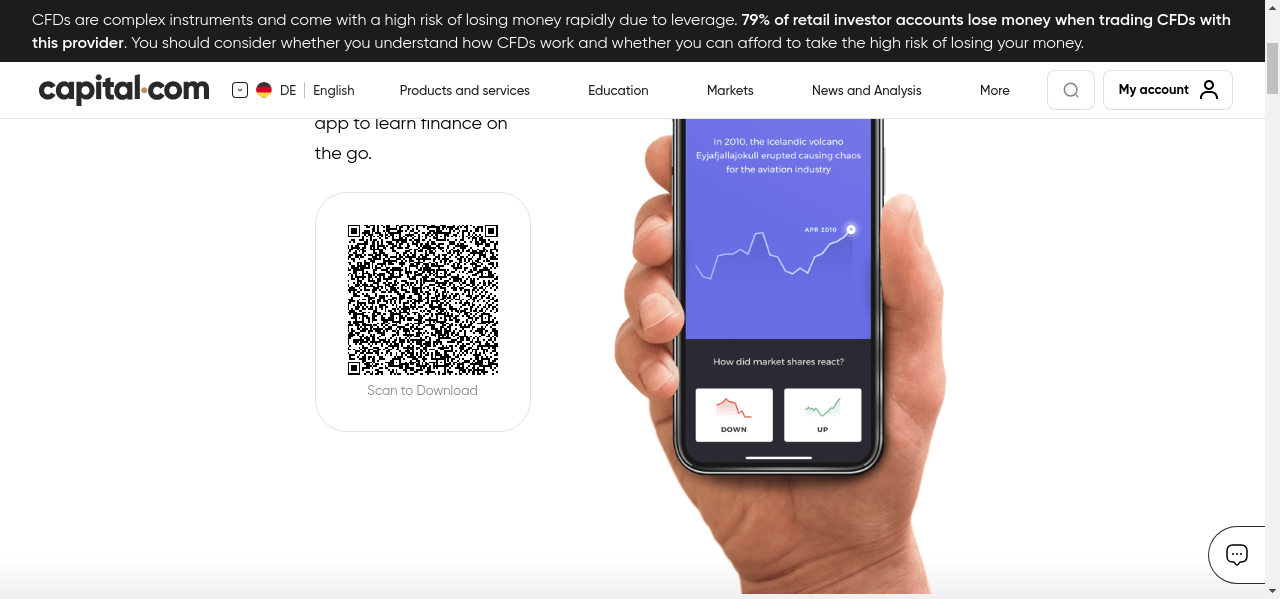 CFDs are complex instruments and come with a high risk of losing money rapidly due to leverage. 79% of retail investor accounts lose money when trading CFDs with
this provider. You should consider whether you understand how CFDs work and whether you can afford to take the high risk of losing your money.
capital.com DE English Products and services Education Markets News and Analysis More My account
app to learn finance on
the go.
Scan to Download
In 2010, the Icelandic volcano
Eyjafjallajokull erupted causing chaos
for the aviation industry
APR 2010
How did market shares react?
DOWN UP